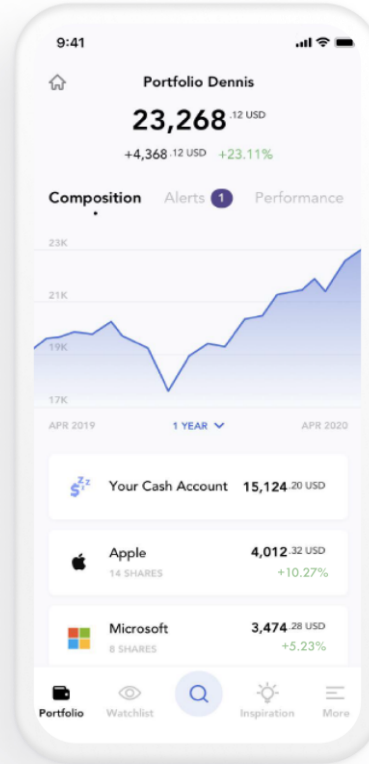 9:41
Portfolio Dennis
23,268.12 USD
+4,368.12 USD +23.11%
Composition Alerts 1 Performance
23K
21K
19K
17K
APR 2019 1 YEAR APR 2020
Your Cash Account 15,124.20 USD
Apple 4,012.32 USD
14 SHARES +10.27%
Microsoft 3,474.28 USD
8 SHARES +5.23%
Portfolio Watchlist Inspiration More